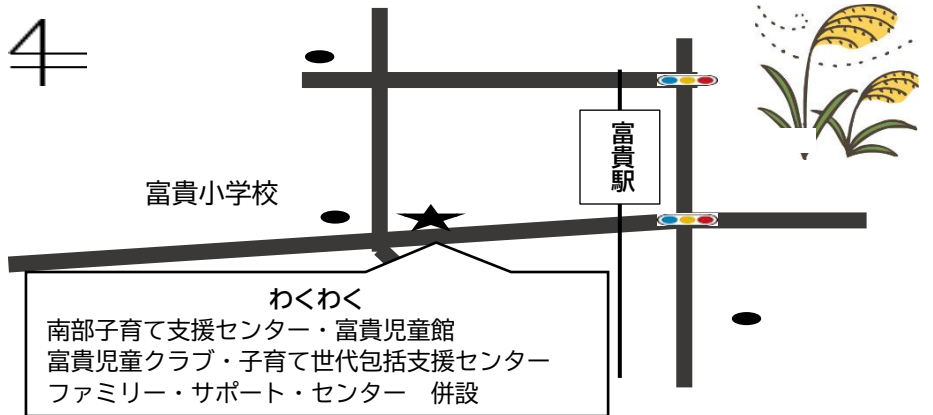 富貴駅
富貴小学校
わくわく
南部子育て支援センター・富貴児童館
富貴児童クラブ・子育て世代包括支援センター
ファミリー・サポート・センター　併設